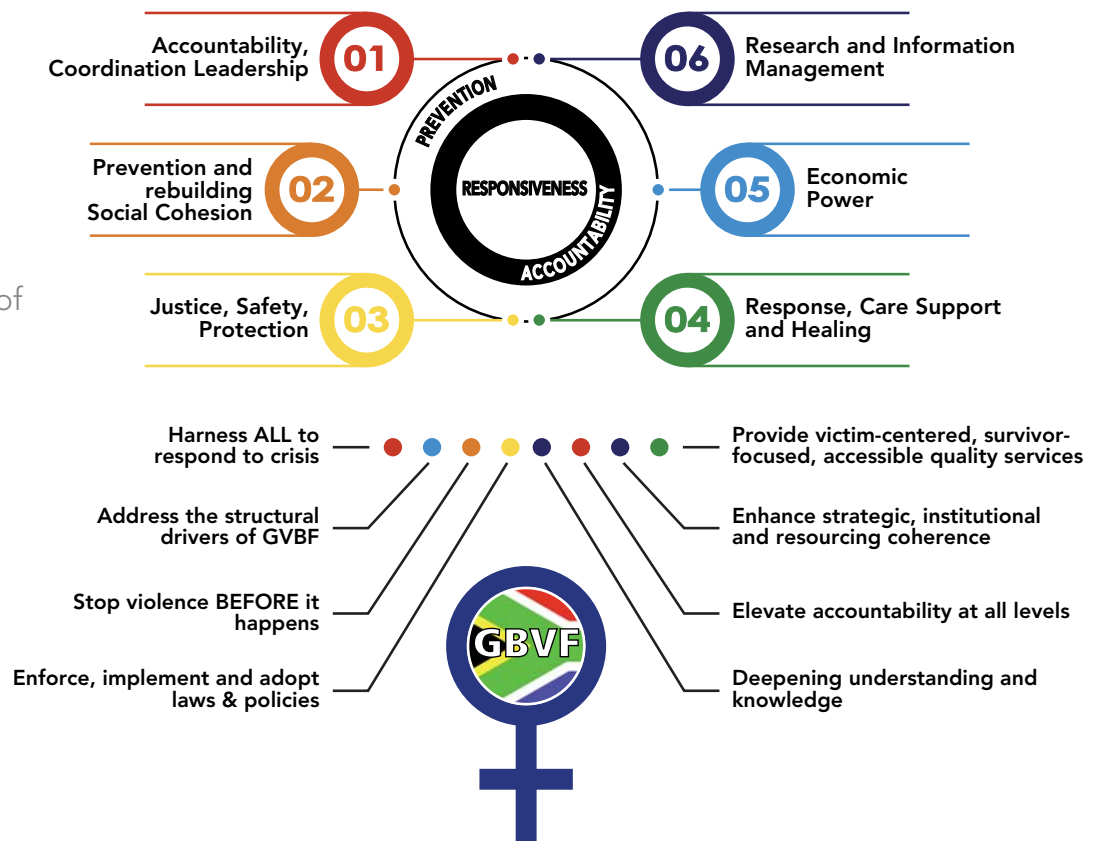 Accountability,
Coordination Leadership
01
06
Research and Information
Management
PREVENTION
Prevention and
rebuilding
Social Cohesion
02
RESPONSIVENESS
ACCOUNTABILITY
05
Economic
Power
of
Justice, Safety,
Protection
03
04
Response, Care Support
and Healing
Harness ALL to
respond to crisis
Provide victim-centered, survivor-
focused, accessible quality services
Address the structural
drivers of GVBF
Enhance strategic, institutional
and resourcing coherence
Stop violence BEFORE it
happens
Elevate accountability at all levels
GBVF
Enforce, implement and adopt
laws & policies
Deepening understanding and
knowledge